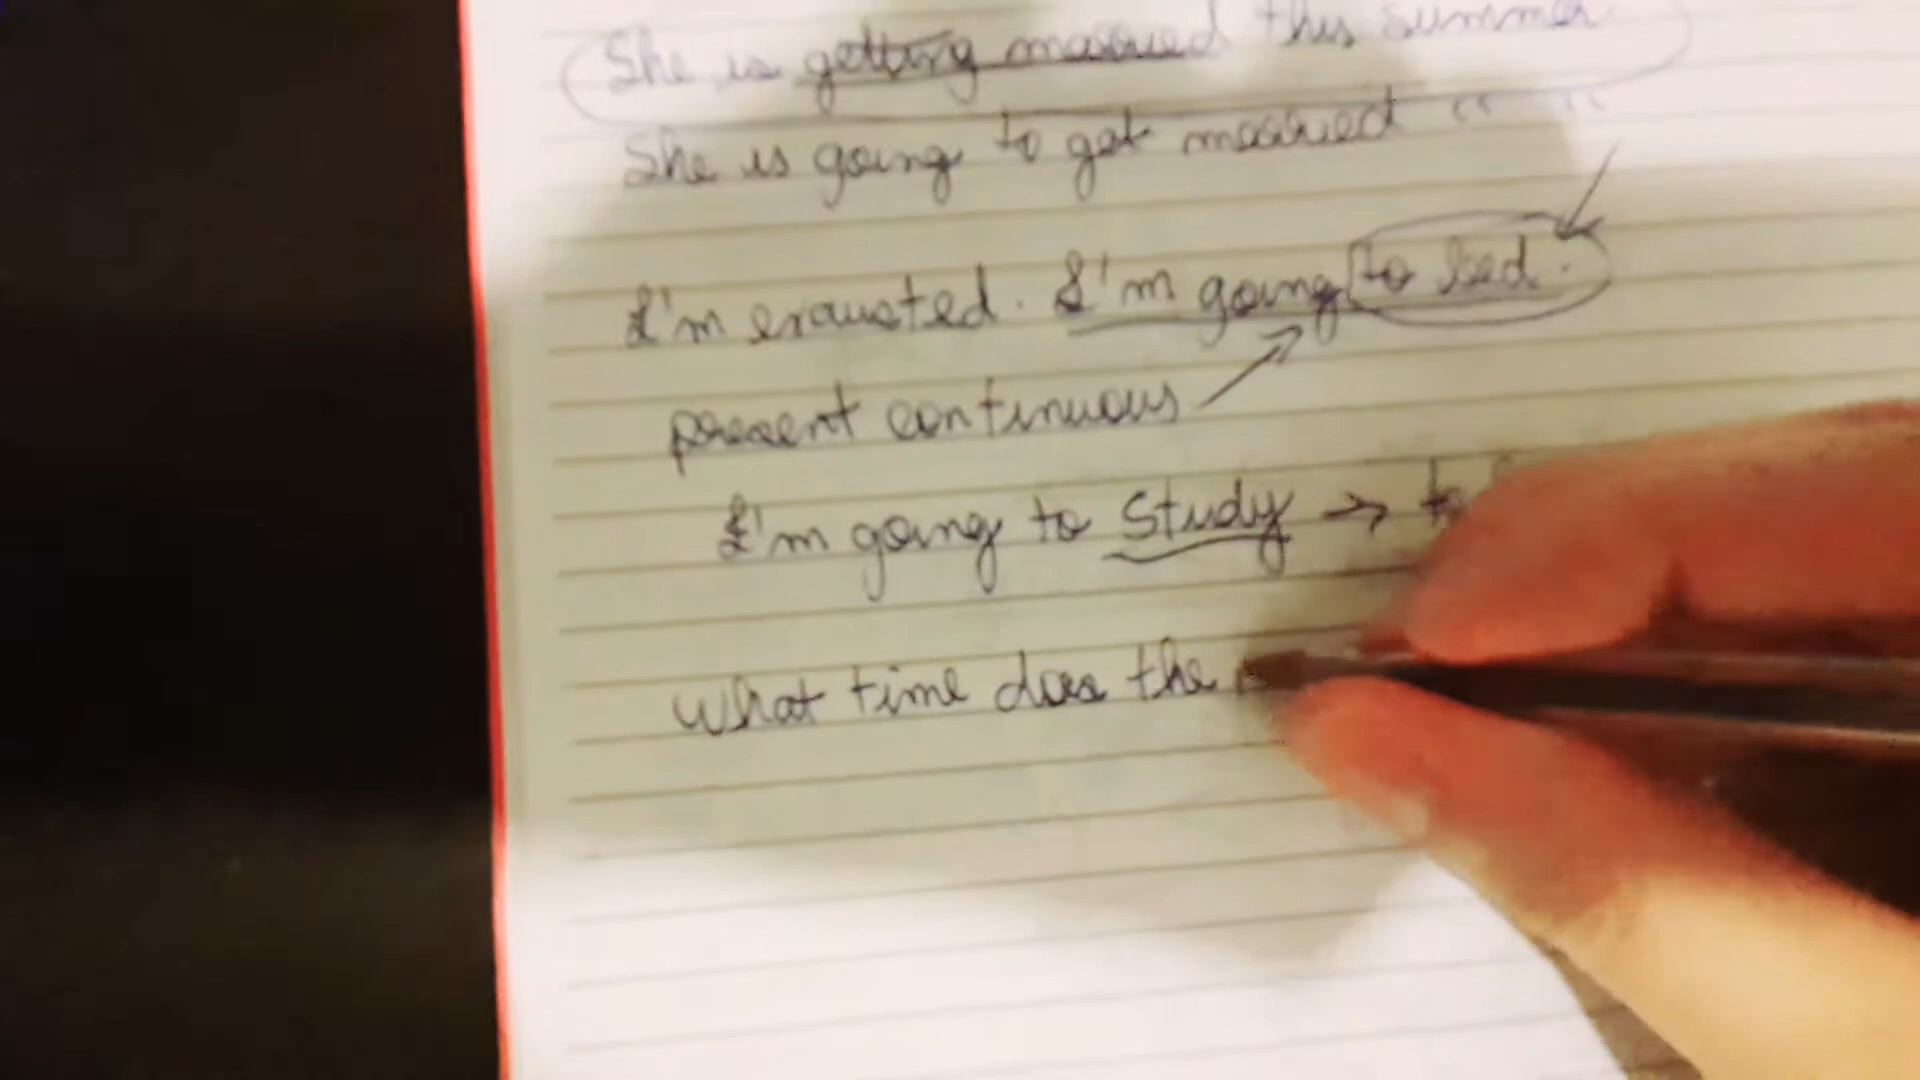 She is getting married this summer.
She is going to get married " "
I'm exausted. I'm going to bed.
present continuous
I'm going to study → to
What time does the